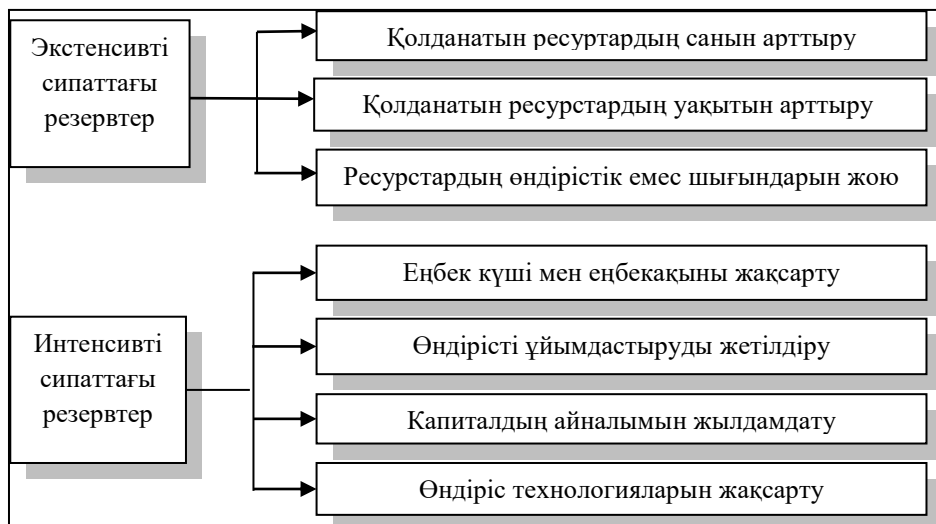 Экстенсивті
сипаттағы
резервтер
Қолданатын ресуртардың санын арттыру
Қолданатын ресурстардың уақытын арттыру
Ресурстардың өндірістік емес шығындарын жою
Интенсивті
сипаттағы
резервтер
Еңбек күші мен еңбекақыны жақсарту
Өндірісті ұйымдастыруды жетілдіру
Капиталдың айналымын жылдамдату
Өндіріс технологияларын жақсарту